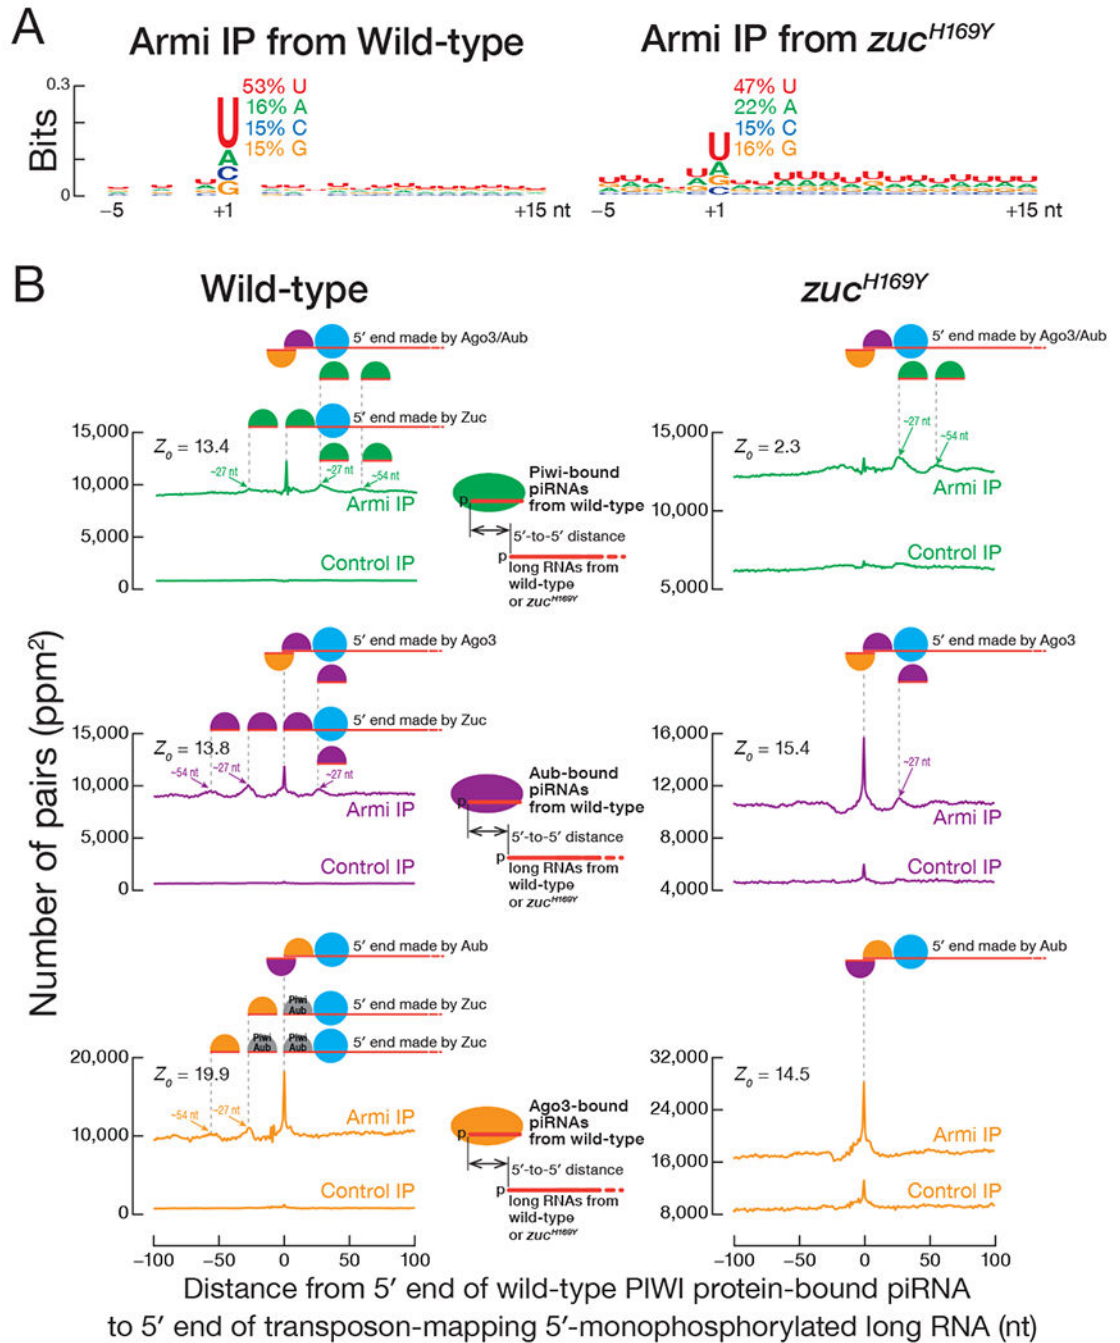 A
Armi IP from Wild-type
Armi IP from zucH169Y
Bits
0.3
0
53% U
16% A
15% C
15% G
U
A
C
G
−5
+1
+15 nt
47% U
22% A
15% C
16% G
U
A
G
C
−5
+1
+15 nt
B
Wild-type
zucH169Y
Number of pairs (ppm2)
5′ end made by Ago3/Aub
5′ end made by Zuc
15,000
10,000
5,000
0
Z0 = 13.4
~27 nt
~27 nt
~54 nt
Armi IP
Control IP
Piwi-bound
piRNAs
from wild-type
p
5′-to-5′ distance
p
long RNAs from
wild-type
or zucH169Y
5′ end made by Ago3/Aub
15,000
10,000
5,000
Z0 = 2.3
~27 nt
~54 nt
Armi IP
Control IP
5′ end made by Ago3
5′ end made by Zuc
15,000
10,000
5,000
0
Z0 = 13.8
~54 nt
~27 nt
~27 nt
Armi IP
Control IP
Aub-bound
piRNAs
from wild-type
p
5′-to-5′ distance
p
long RNAs from
wild-type
or zucH169Y
5′ end made by Ago3
16,000
12,000
8,000
4,000
Z0 = 15.4
~27 nt
Armi IP
Control IP
5′ end made by Aub
Piwi
Aub
5′ end made by Zuc
Piwi
Aub
Piwi
Aub
5′ end made by Zuc
20,000
10,000
0
Z0 = 19.9
~54 nt
~27 nt
Armi IP
Control IP
−100
−50
0
50
100
Ago3-bound
piRNAs
from wild-type
p
5′-to-5′ distance
p
long RNAs from
wild-type
or zucH169Y
5′ end made by Aub
32,000
24,000
16,000
8,000
Z0 = 14.5
Armi IP
Control IP
−100
−50
0
50
100
Distance from 5′ end of wild-type PIWI protein-bound piRNA
to 5′ end of transposon-mapping 5′-monophosphorylated long RNA (nt)